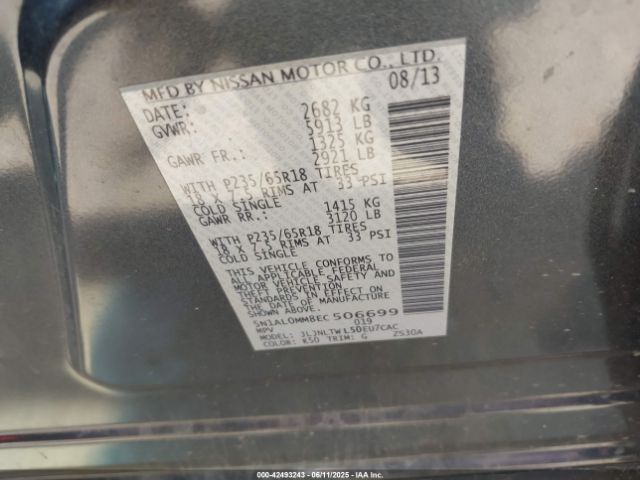 MFD BY NISSAN MOTOR CO., LTD.
DATE: 08/13
GVWR: 2682 KG
5913 LB
GAWR FR.: 1325 KG
2921 LB
WITH P235/65R18 TIRES
18 X 7.5 RIMS AT 33 PSI
COLD SINGLE
GAWR RR.: 1415 KG
3120 LB
WITH P235/65R18 TIRES
18 X 7.5 RIMS AT 33 PSI
COLD SINGLE
THIS VEHICLE CONFORMS TO
ALL APPLICABLE FEDERAL
MOTOR VEHICLE SAFETY AND
THEFT PREVENTION
STANDARDS IN EFFECT ON
THE DATE OF MANUFACTURE
SHOWN ABOVE.
5N1AL0MM8EC506699
MPV 019
MODEL: JLJNLTWL50EU7CAC
COLOR: K50 TRIM: G ZS30A
000-42493243 - 06/11/2025 - IAA Inc.